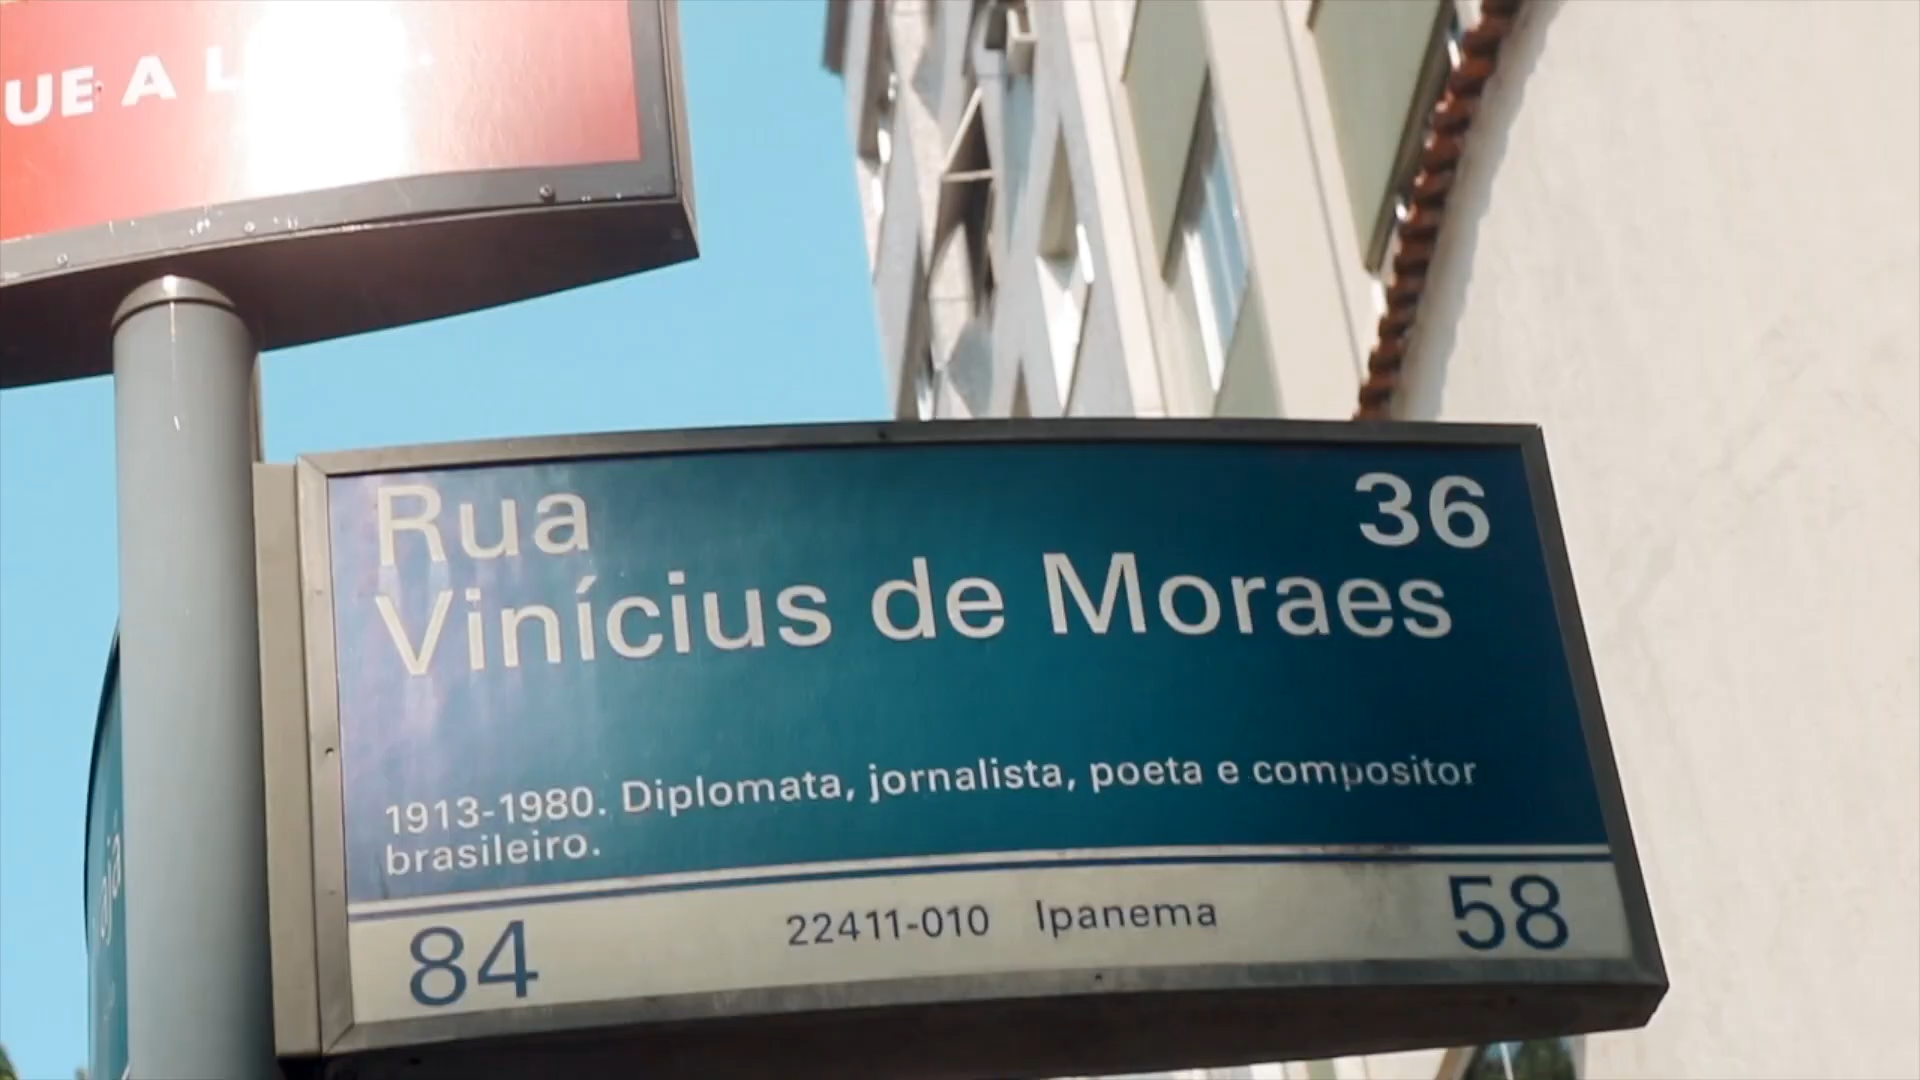 UE A L
Rua 36
Vinícius de Moraes
1913-1980. Diplomata, jornalista, poeta e compositor
brasileiro.
84 22411-010 Ipanema 58